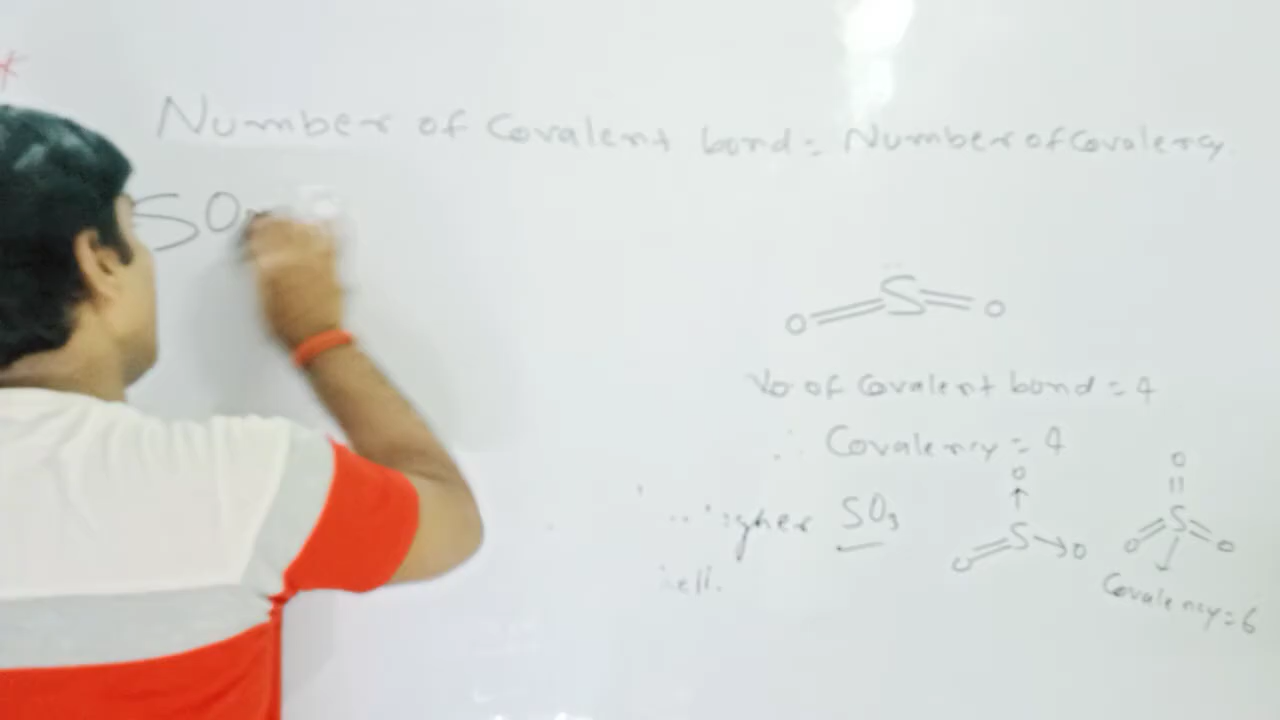 Number of Covalent bond = Number of Covalency
SO
O = S = O
No of Covalent bond = 4
∴ Covalency = 4
SO3
O
↑
O = S → O
O
||
O = S = O
Covalency = 6